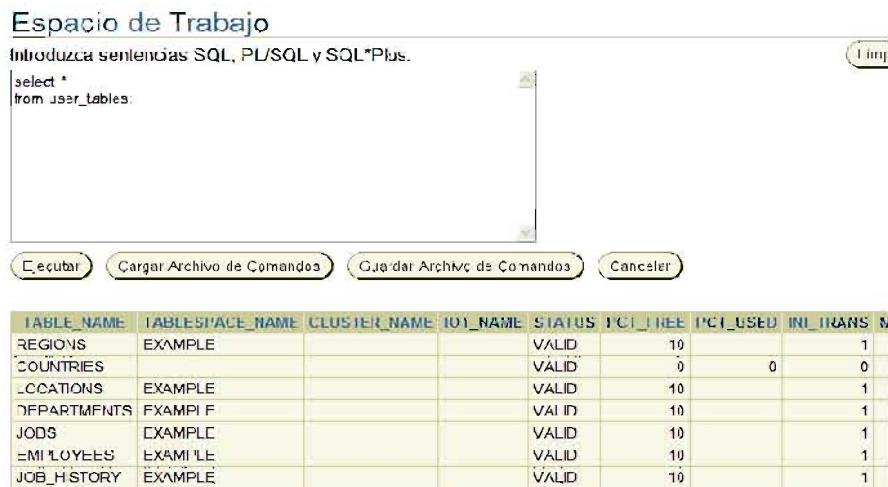 Espacio de Trabajo
Introduzca sentencias SQL, PL/SQL y SQL*Plus.
Limp
select *
from user_tables;
Ejecutar Cargar Archivo de Comandos Guardar Archivo de Comandos Cancelar
TABLE_NAME TABLESPACE_NAME CLUSTER_NAME IOT_NAME STATUS PCT_FREE PCT_USED INI_TRANS M
REGIONS EXAMPLE VALID 10 1
COUNTRIES VALID 0 0 0
LOCATIONS EXAMPLE VALID 10 1
DEPARTMENTS EXAMPLE VALID 10 1
JOBS EXAMPLE VALID 10 1
EMPLOYEES EXAMPLE VALID 10 1
JOB_HISTORY EXAMPLE VALID 10 1